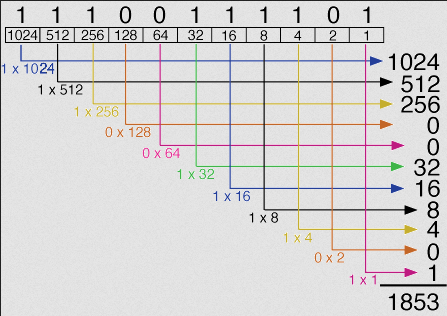 1 1 1 0 0 1 1 1 1 0 1
1024 512 256 128 64 32 16 8 4 2 1
1 x 1024 1024
1 x 512 512
1 x 256 256
0 x 128 0
0 x 64 0
1 x 32 32
1 x 16 16
1 x 8 8
1 x 4 4
0 x 2 0
1 x 1 1
1853